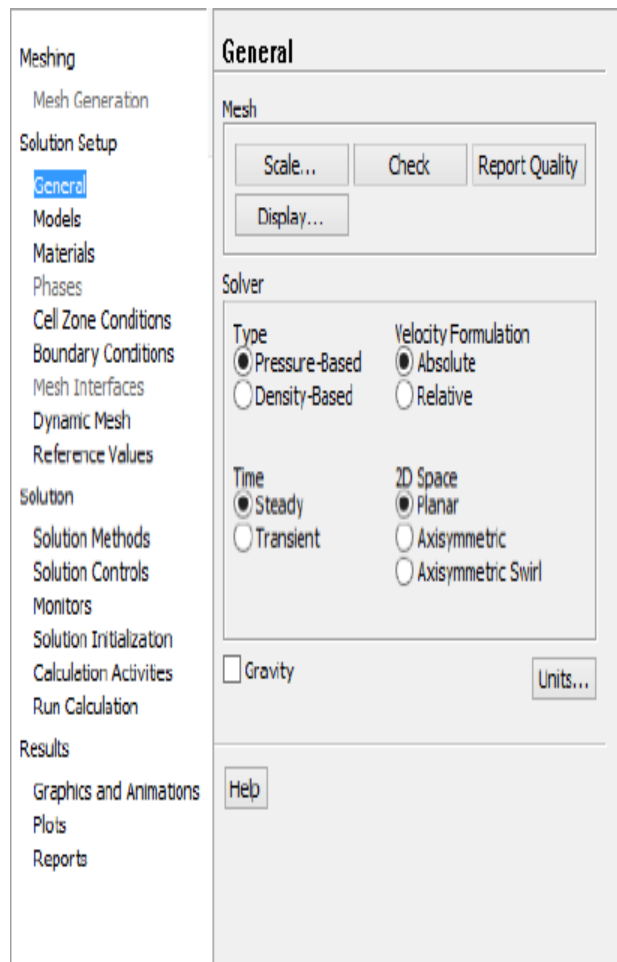 Meshing
Mesh Generation
Solution Setup
General
Models
Materials
Phases
Cell Zone Conditions
Boundary Conditions
Mesh Interfaces
Dynamic Mesh
Reference Values
Solution
Solution Methods
Solution Controls
Monitors
Solution Initialization
Calculation Activities
Run Calculation
Results
Graphics and Animations
Plots
Reports
General
Mesh
Scale... Check Report Quality
Display...
Solver
Type Velocity Formulation
Pressure-Based Absolute
Density-Based Relative
Time 2D Space
Steady Planar
Transient Axisymmetric
Axisymmetric Swirl
Gravity Units...
Help